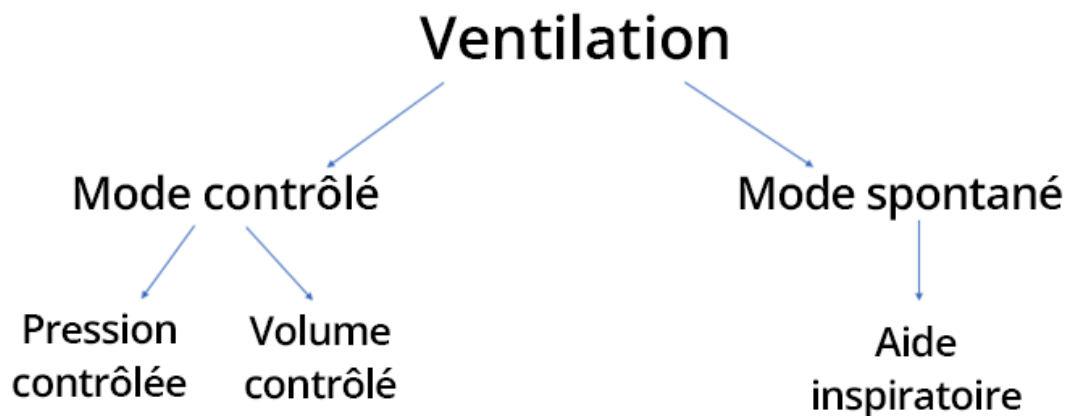 Ventilation
Mode contrôlé
Mode spontané
Pression
contrôlée
Volume
contrôlé
Aide
inspiratoire